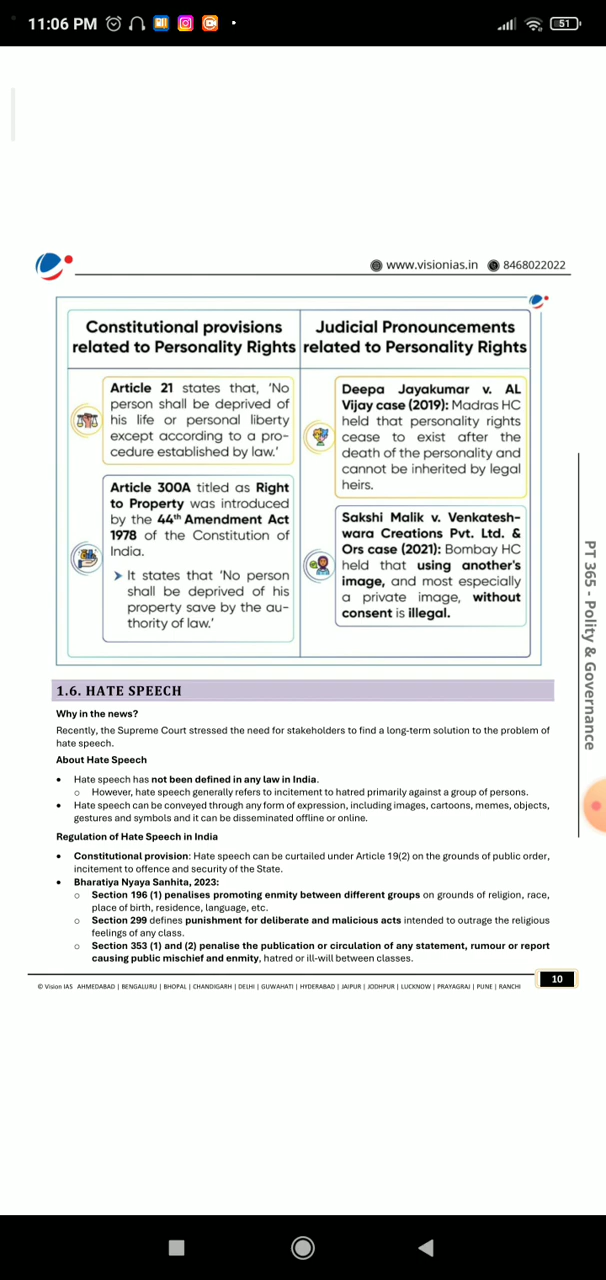 11:06 PM
51
www.visionias.in 8468022022
Constitutional provisions
related to Personality Rights
Article 21 states that, 'No
person shall be deprived of
his life or personal liberty
except according to a pro-
cedure established by law.'
Article 300A titled as Right
to Property was introduced
by the 44th Amendment Act
1978 of the Constitution of
India.
➤ It states that 'No person
shall be deprived of his
property save by the au-
thority of law.'
Judicial Pronouncements
related to Personality Rights
Deepa Jayakumar v. AL
Vijay case (2019): Madras HC
held that personality rights
cease to exist after the
death of the personality and
cannot be inherited by legal
heirs.
Sakshi Malik v. Venkatesh-
wara Creations Pvt. Ltd. &
Ors case (2021): Bombay HC
held that using another's
image, and most especially
a private image, without
consent is illegal.
PT 365 - Polity & Governance
1.6. HATE SPEECH
Why in the news?
Recently, the Supreme Court stressed the need for stakeholders to find a long-term solution to the problem of
hate speech.
About Hate Speech
• Hate speech has not been defined in any law in India.
o However, hate speech generally refers to incitement to hatred primarily against a group of persons.
• Hate speech can be conveyed through any form of expression, including images, cartoons, memes, objects,
gestures and symbols and it can be disseminated offline or online.
Regulation of Hate Speech in India
• Constitutional provision: Hate speech can be curtailed under Article 19(2) on the grounds of public order,
incitement to offence and security of the State.
• Bharatiya Nyaya Sanhita, 2023:
o Section 196 (1) penalises promoting enmity between different groups on grounds of religion, race,
place of birth, residence, language, etc.
o Section 299 defines punishment for deliberate and malicious acts intended to outrage the religious
feelings of any class.
o Section 353 (1) and (2) penalise the publication or circulation of any statement, rumour or report
causing public mischief and enmity, hatred or ill-will between classes.
10
© Vision IAS AHMEDABAD | BENGALURU | BHOPAL | CHANDIGARH | DELHI | GUWAHATI | HYDERABAD | JAIPUR | JODHPUR | LUCKNOW | PRAYAGRAJ | PUNE | RANCHI